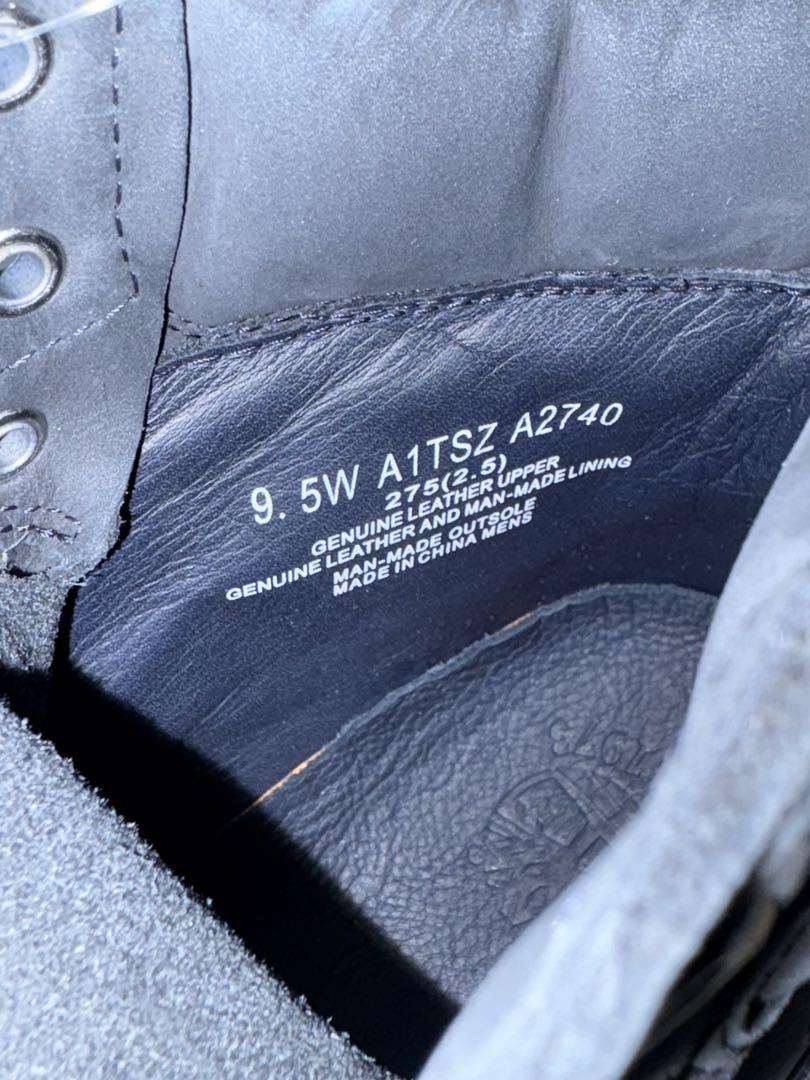 9. 5W A1TSZ A2740
275(2.5)
GENUINE LEATHER UPPER
GENUINE LEATHER AND MAN-MADE LINING
MAN-MADE OUTSOLE
MADE IN CHINA MENS